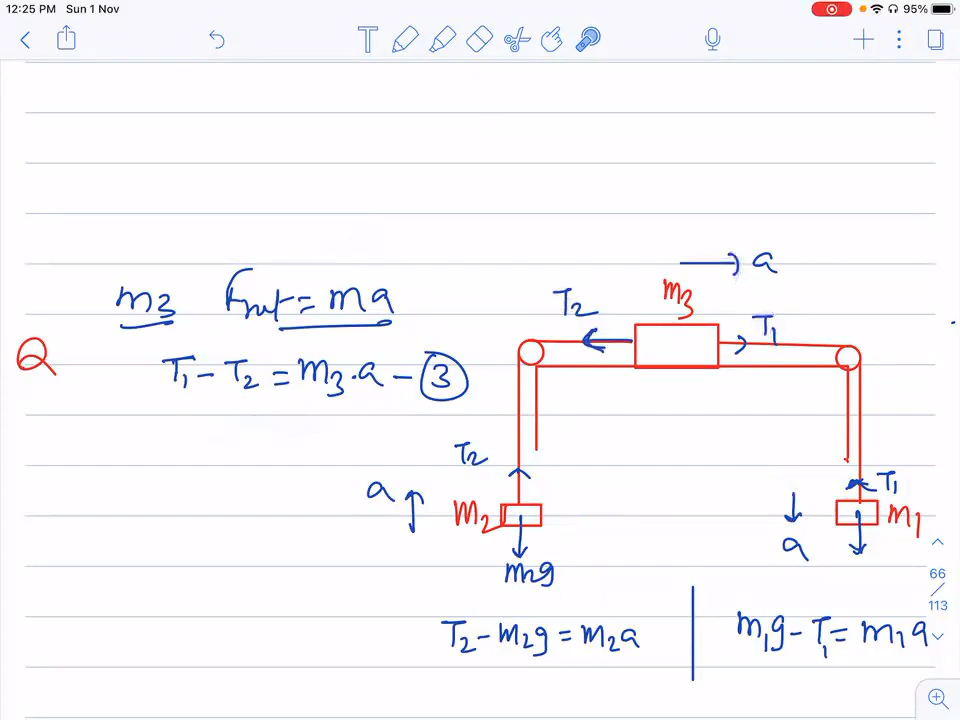 12:25 PM Sun 1 Nov 95%
T
a
m3 Fnet = ma
T2 m3 T1
Q
T1 - T2 = m3·a - 3
T2
a m2 T1 m1
m2g a
66
/
113
T2 - m2g = m2a
m1g - T1 = m1a